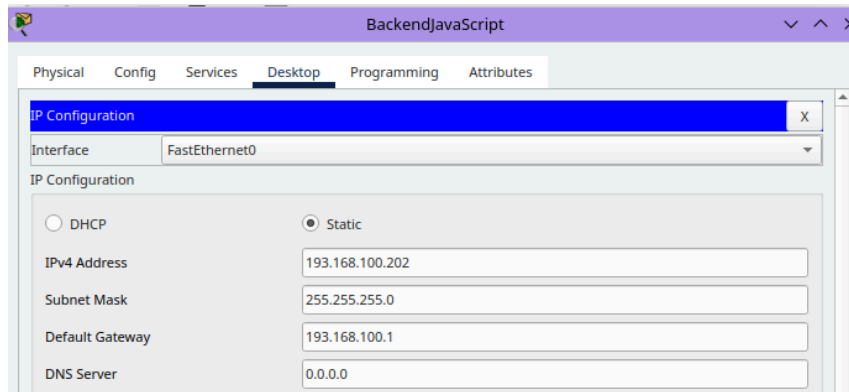 BackendJavaScript
Physical Config Services Desktop Programming Attributes
IP Configuration X
Interface FastEthernet0
IP Configuration
DHCP Static
IPv4 Address 193.168.100.202
Subnet Mask 255.255.255.0
Default Gateway 193.168.100.1
DNS Server 0.0.0.0